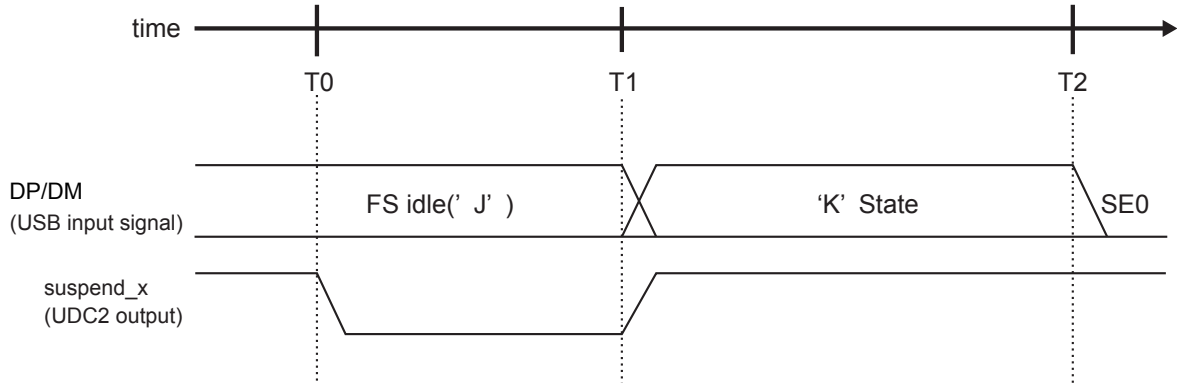 time
T0
T1
T2
DP/DM
(USB input signal)
FS idle(' J' )
‘K’ State
SE0
suspend_x
(UDC2 output)